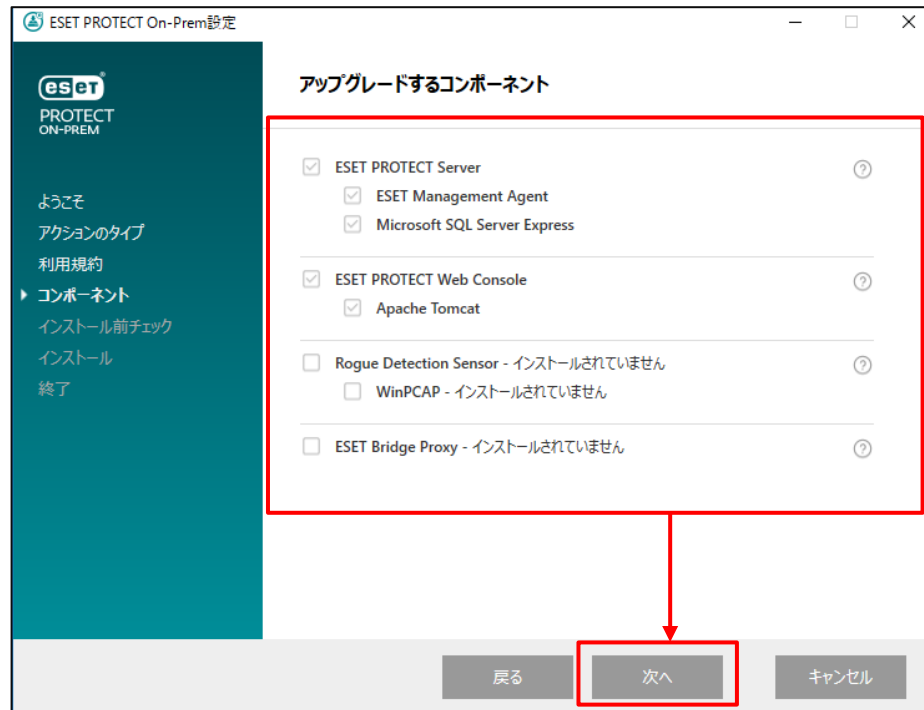 ESET PROTECT On-Prem設定
eseT
PROTECT
ON-PREM
ようこそ
アクションのタイプ
利用規約
コンポーネント
インストール前チェック
インストール
終了
アップグレードするコンポーネント
ESET PROTECT Server
ESET Management Agent
Microsoft SQL Server Express
ESET PROTECT Web Console
Apache Tomcat
Rogue Detection Sensor - インストールされていません
WinPCAP - インストールされていません
ESET Bridge Proxy - インストールされていません
戻る
次へ
キャンセル